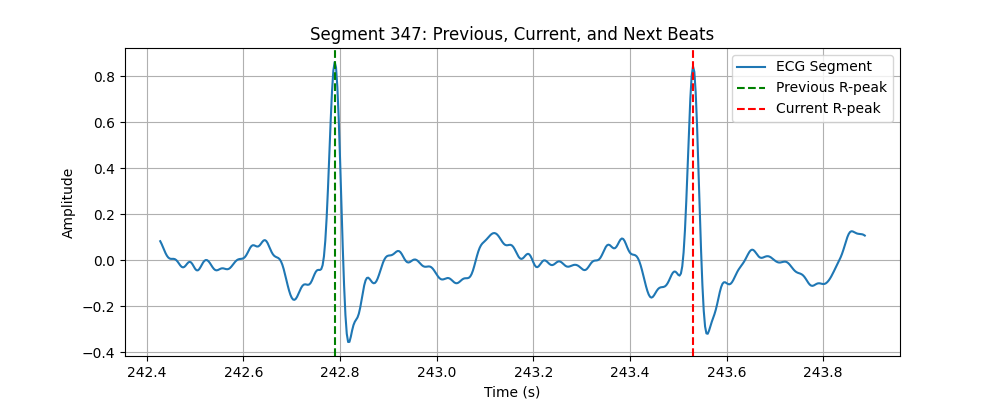 Segment 347: Previous, Current, and Next Beats
ECG Segment
Previous R-peak
Current R-peak
Amplitude
0.8
0.6
0.4
0.2
0.0
−0.2
−0.4
242.4 242.6 242.8 243.0 243.2 243.4 243.6 243.8
Time (s)